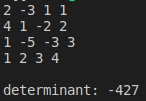 2 -3 1 1
4 1 -2 2
1 -5 -3 3
1 2 3 4
determinant: -427